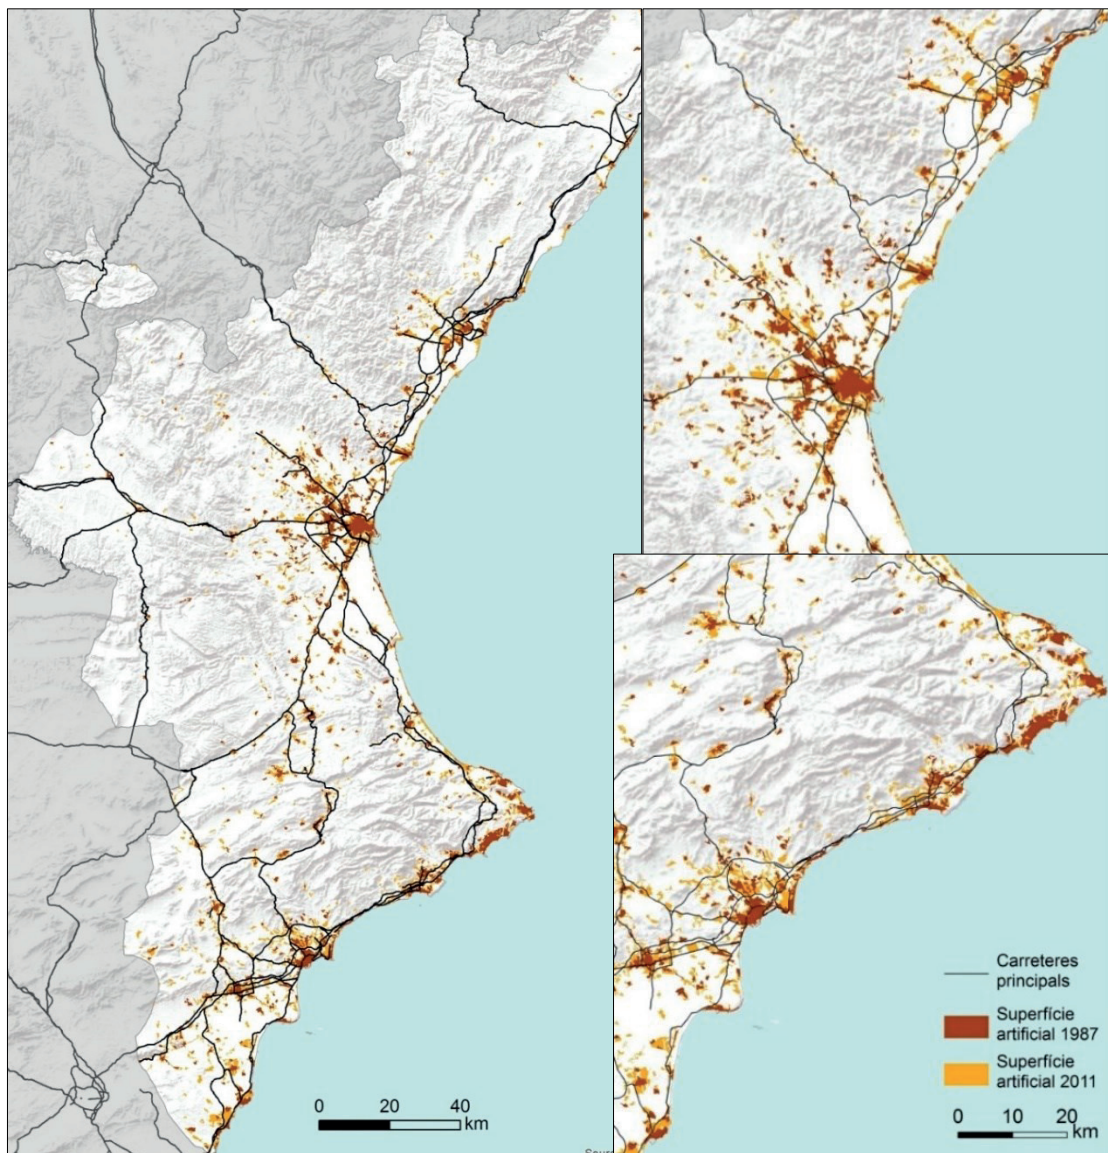 Carreteres
principals
Superfície
artificial 1987
Superfície
artificial 2011
0 20 40
km
0 10 20
km